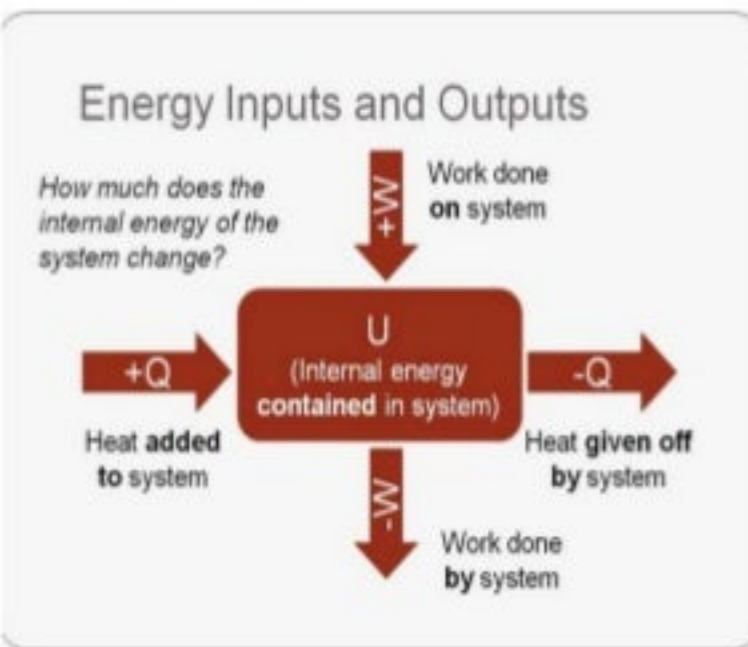 Energy Inputs and Outputs
How much does the
internal energy of the
system change?
+W
Work done
on system
+Q
Heat added
to system
U
(Internal energy
contained in system)
-Q
Heat given off
by system
-W
Work done
by system